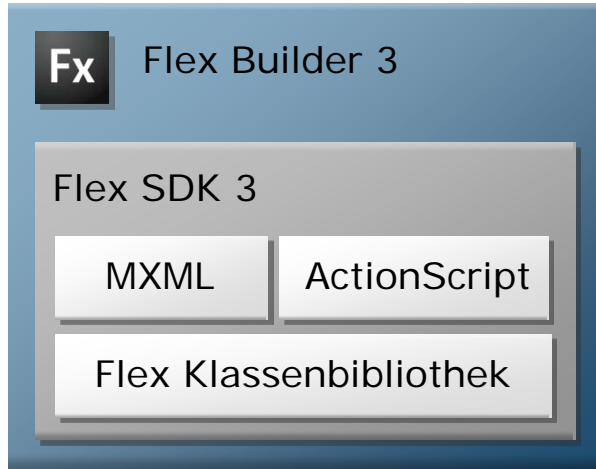 Fx Flex Builder 3
Flex SDK 3
MXML ActionScript
Flex Klassenbibliothek